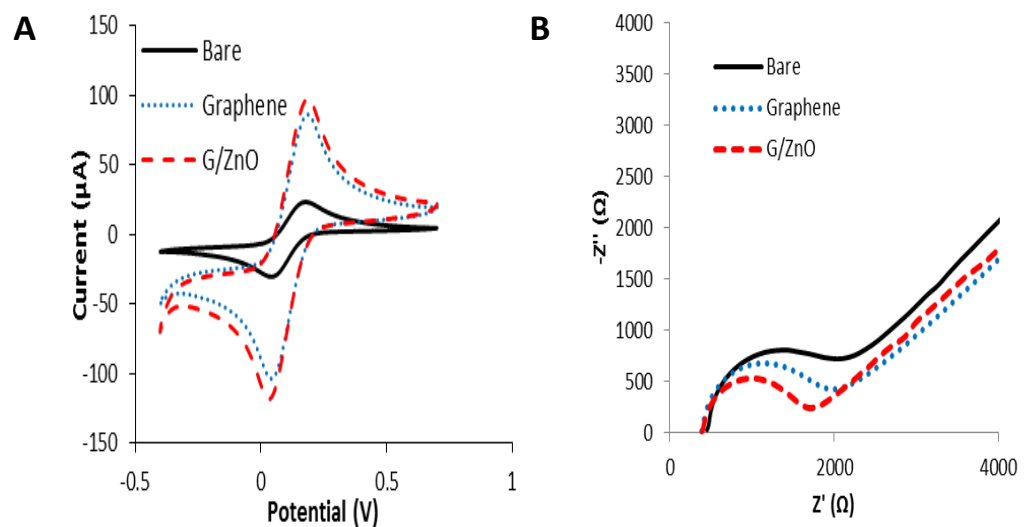 A
150
100
50
0
-50
-100
-150
Current (µA)
Bare
Graphene
G/ZnO
-0.5
0
0.5
1
Potential (V)
B
4000
3500
3000
2500
2000
1500
1000
500
0
-Z'' (Ω)
Bare
Graphene
G/ZnO
0
2000
4000
Z' (Ω)